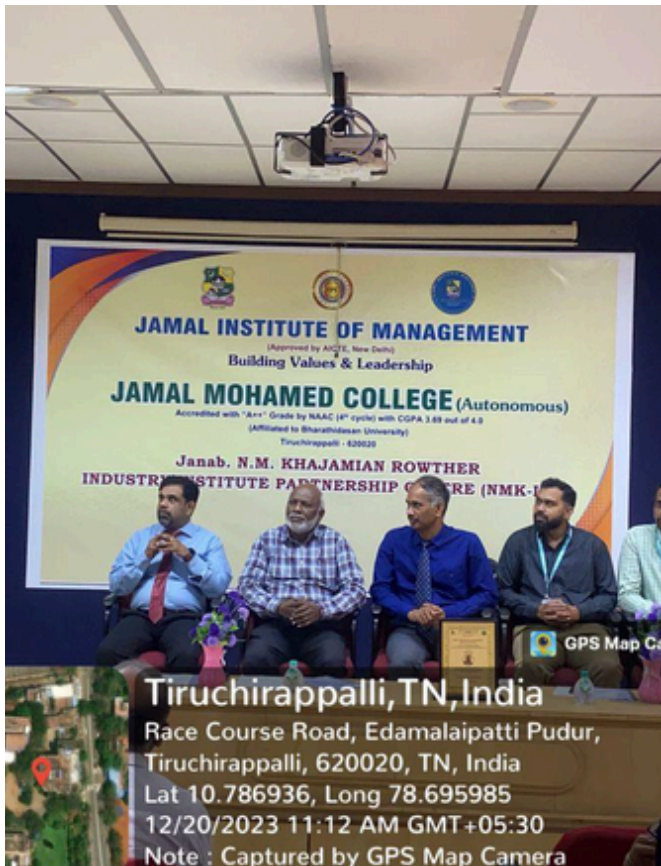 JAMAL INSTITUTE OF MANAGEMENT
(Approved by AICTE, New Delhi)
Building Values & Leadership
JAMAL MOHAMED COLLEGE (Autonomous)
Accredited with "A++" Grade by NAAC (4th cycle) with CGPA 3.69 out of 4.0
(Affiliated to Bharathidasan University)
Tiruchirappalli - 620020
Janab. N.M. KHAJAMIAN ROWTHER
INDUSTRY INSTITUTE PARTNERSHIP (NMK-I
GPS Map Ca
Tiruchirappalli,TN,India
Race Course Road, Edamalaipatti Pudur,
Tiruchirappalli, 620020, TN, India
Lat 10.786936, Long 78.695985
12/20/2023 11:12 AM GMT+05:30
Note : Captured by GPS Map Camera